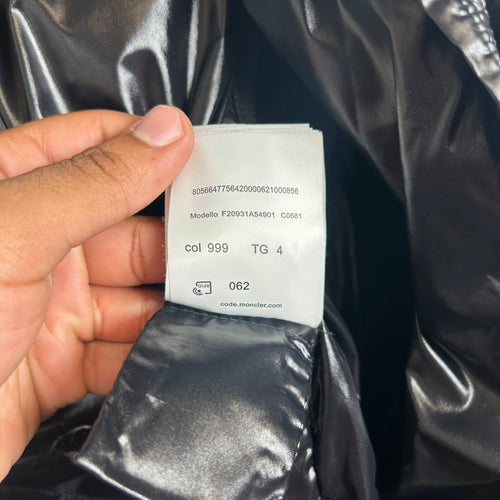 8056647756420000621000856
Modello F20931A54901 C0581
col 999 TG 4
062
code.moncler.com